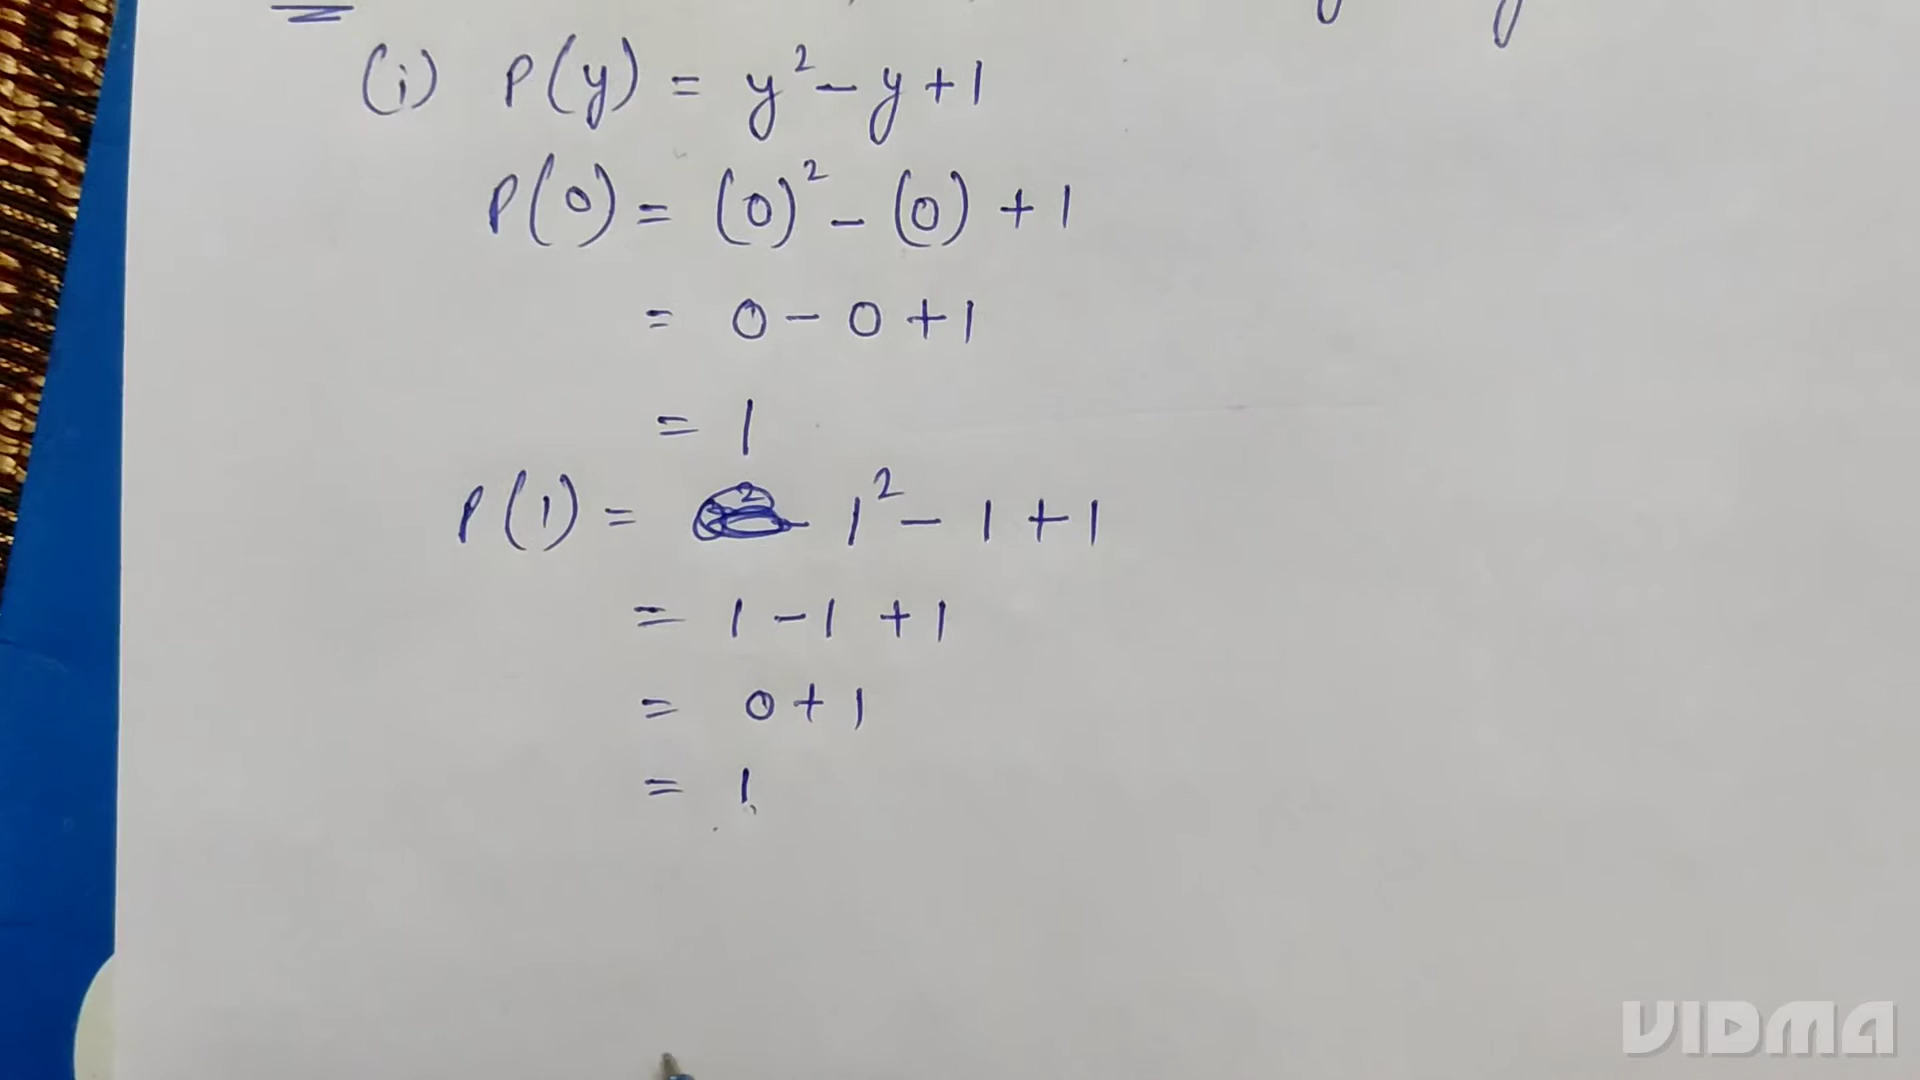 (i) P(y) = y² - y + 1
P(0) = (0)² - (0) + 1
= 0 - 0 + 1
= 1
P(1) = 1² - 1 + 1
= 1 - 1 + 1
= 0 + 1
= 1
VIDMA